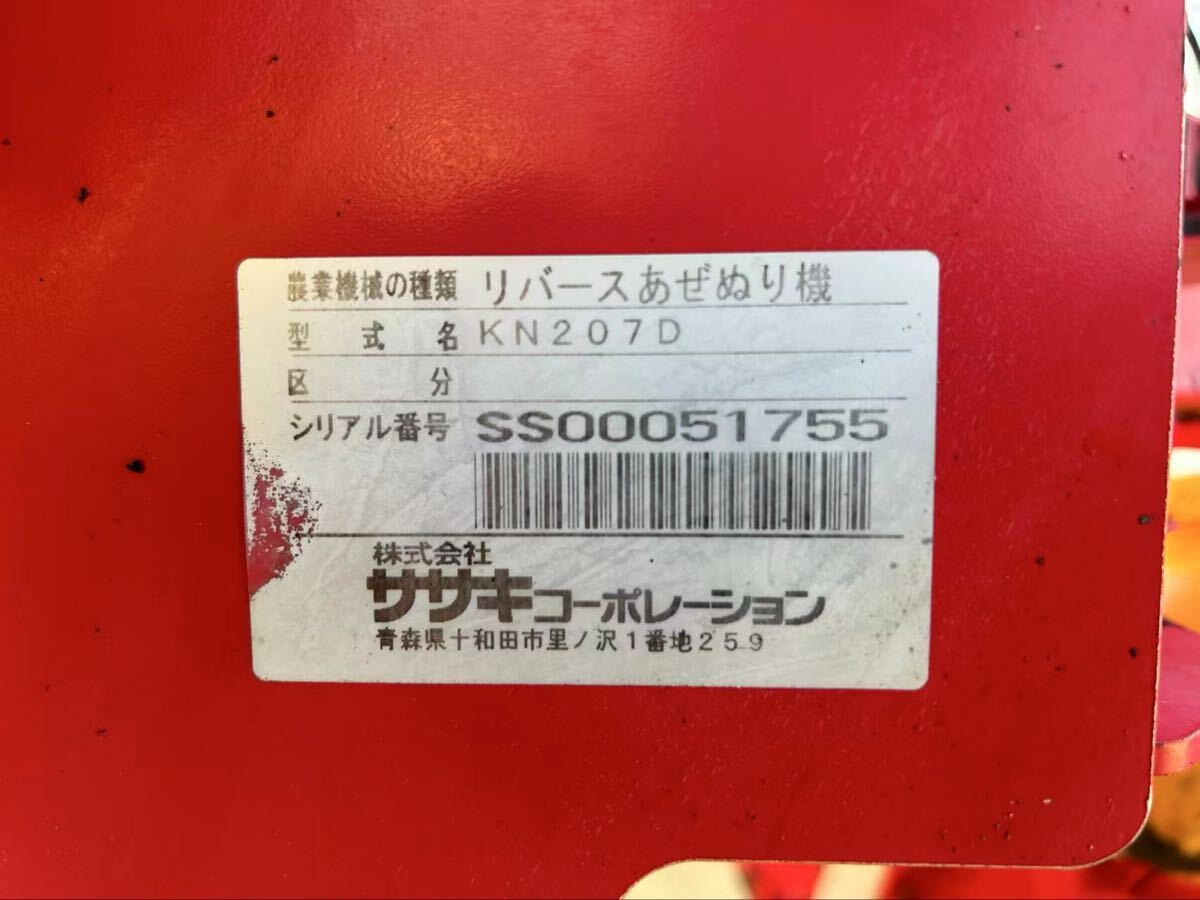 農業機械の種類 リバースあぜぬり機
型式名 KN207D
区分
シリアル番号 SS00051755
株式会社
ササキコーポレーション
青森県十和田市里ノ沢1番地259